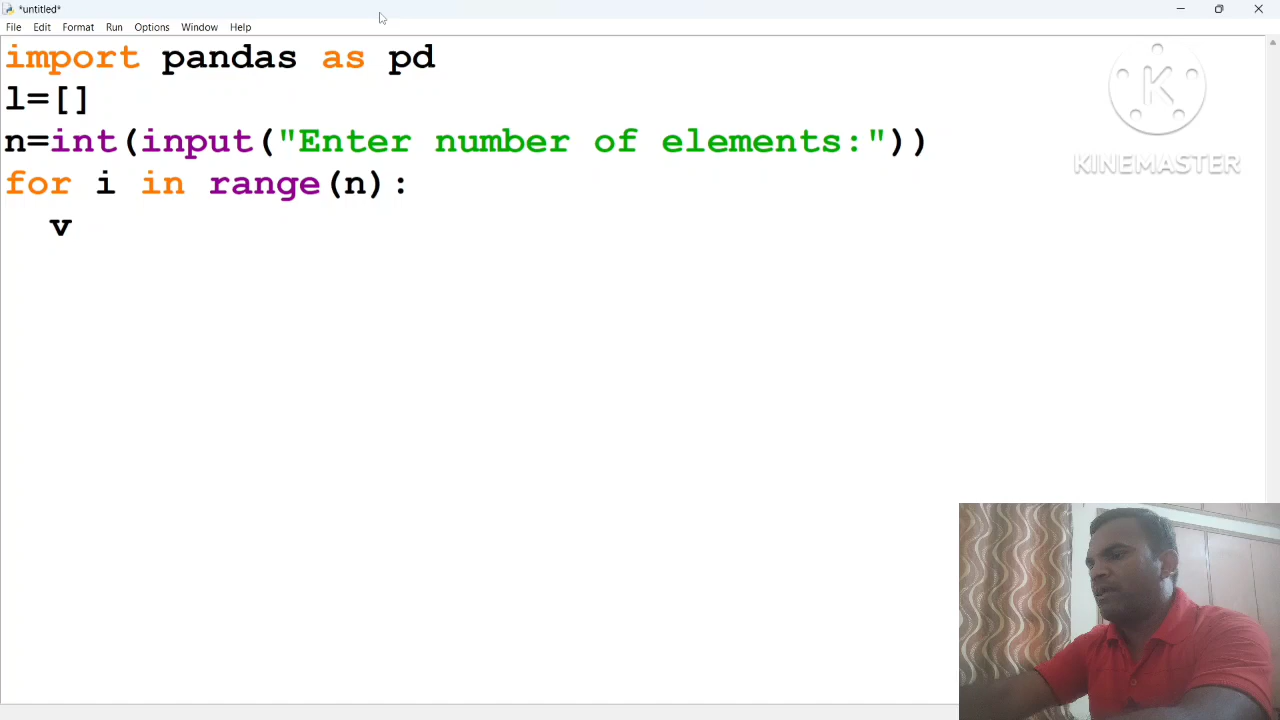 *untitled*
File Edit Format Run Options Window Help
import pandas as pd
l=[]
n=int(input("Enter number of elements:"))
for i in range(n):
  v
K
KINEMASTER